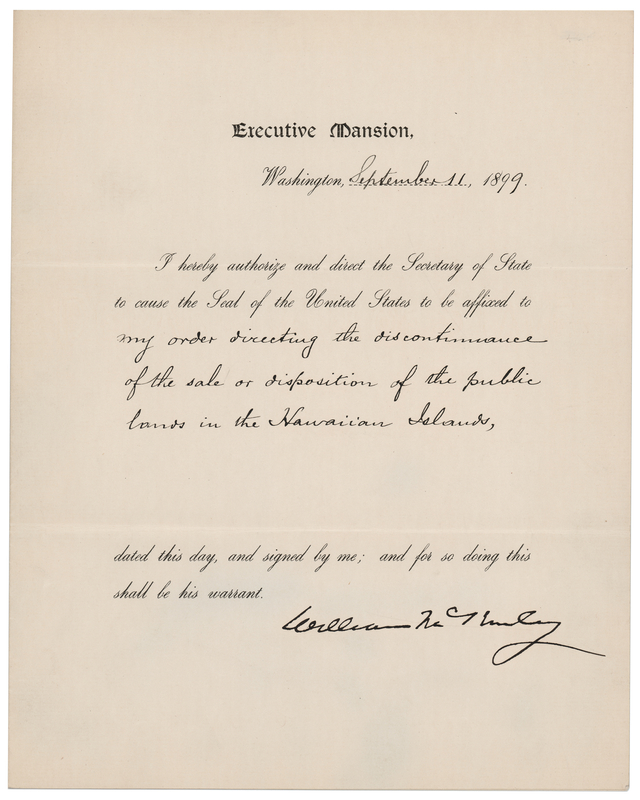 Executive Mansion,
Washington, September 11, 1899.
I hereby authorize and direct the Secretary of State
to cause the Seal of the United States to be affixed to
my order directing the discontinuance
of the sale or disposition of the public
lands in the Hawaiian Islands,
dated this day, and signed by me; and for so doing this
shall be his warrant.
William McKinley